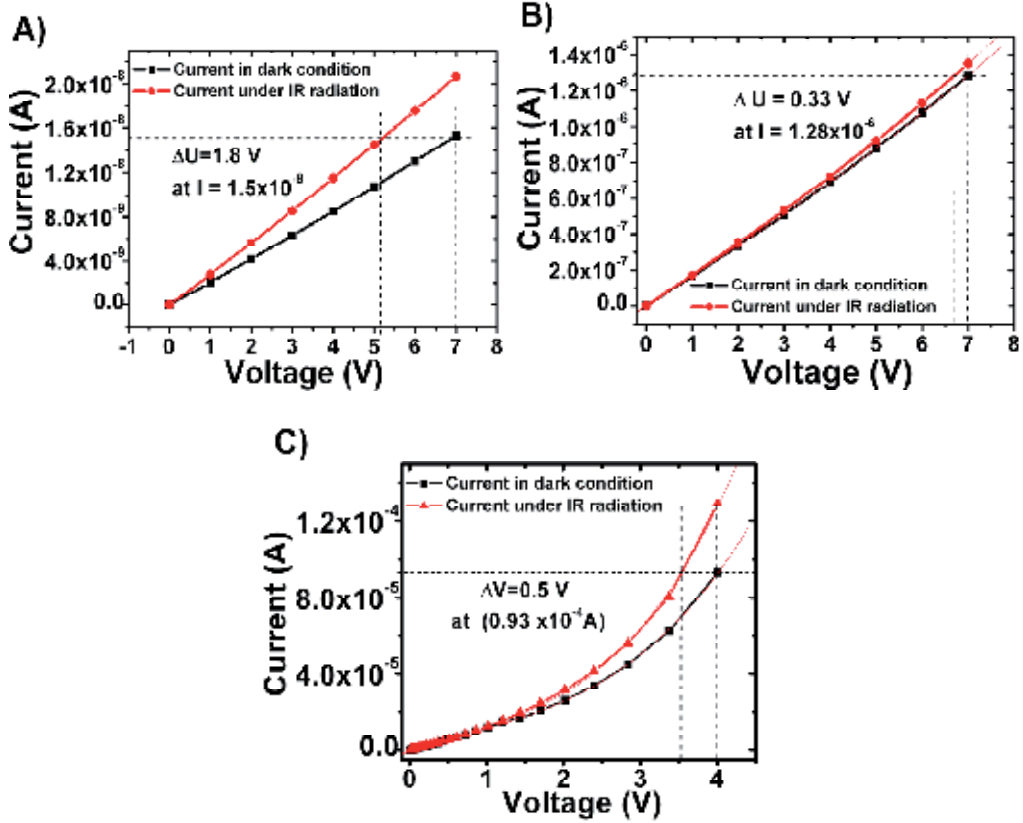 A)
Current in dark condition
Current under IR radiation
ΔU=1.8 V
at I = 1.5x10⁻⁸
Current (A)
2.0x10⁻⁸
1.6x10⁻⁸
1.2x10⁻⁸
8.0x10⁻⁹
4.0x10⁻⁹
0.0
-1 0 1 2 3 4 5 6 7 8
Voltage (V)
B)
Δ U = 0.33 V
at I = 1.28x10⁻⁶
Current in dark condition
Current under IR radiation
Current (A)
1.4x10⁻⁶
1.2x10⁻⁶
1.0x10⁻⁶
8.0x10⁻⁷
6.0x10⁻⁷
4.0x10⁻⁷
2.0x10⁻⁷
0.0
0 1 2 3 4 5 6 7 8
Voltage (V)
C)
Current in dark condition
Current under IR radiation
ΔV=0.5 V
at (0.93 x10⁻⁴A)
Current (A)
1.2x10⁻⁴
8.0x10⁻⁵
4.0x10⁻⁵
0.0
0 1 2 3 4
Voltage (V)